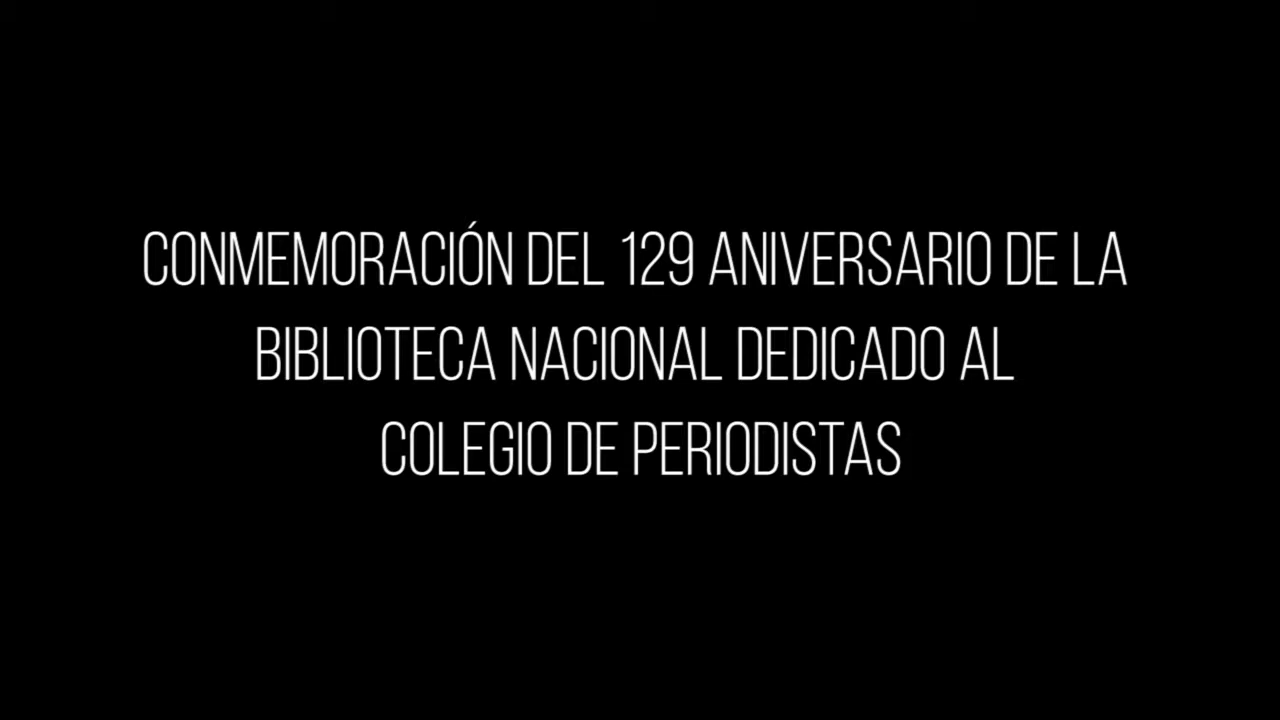 CONMEMORACIÓN DEL 129 ANIVERSARIO DE LA
BIBLIOTECA NACIONAL DEDICADO AL
COLEGIO DE PERIODISTAS